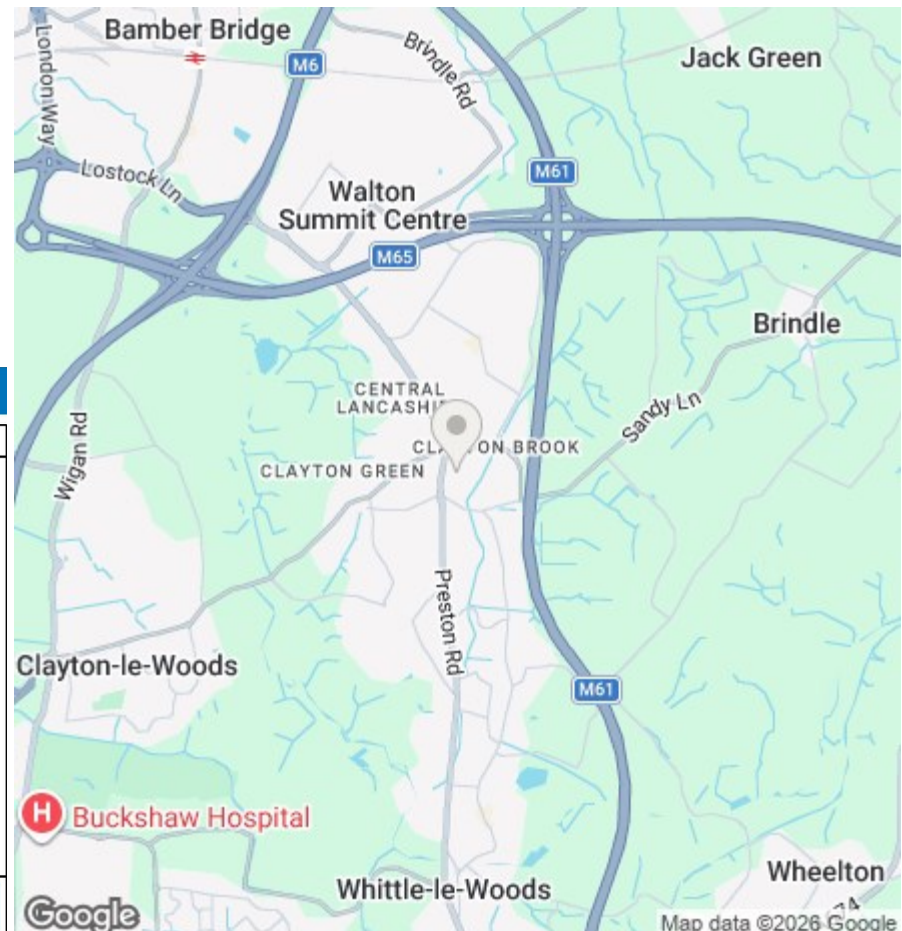 Bamber Bridge
London Way
M6
Brindle Rd
Jack Green
Lostock Ln
M61
Walton
Summit Centre
M65
Brindle
CENTRAL
Sandy Ln
Wigan Rd
CLAYTON GREEN
Preston Rd
Clayton-le-Woods
M61
H Buckshaw Hospital
Wheelton
Whittle-le-Woods
Google
Map data ©2026 Google